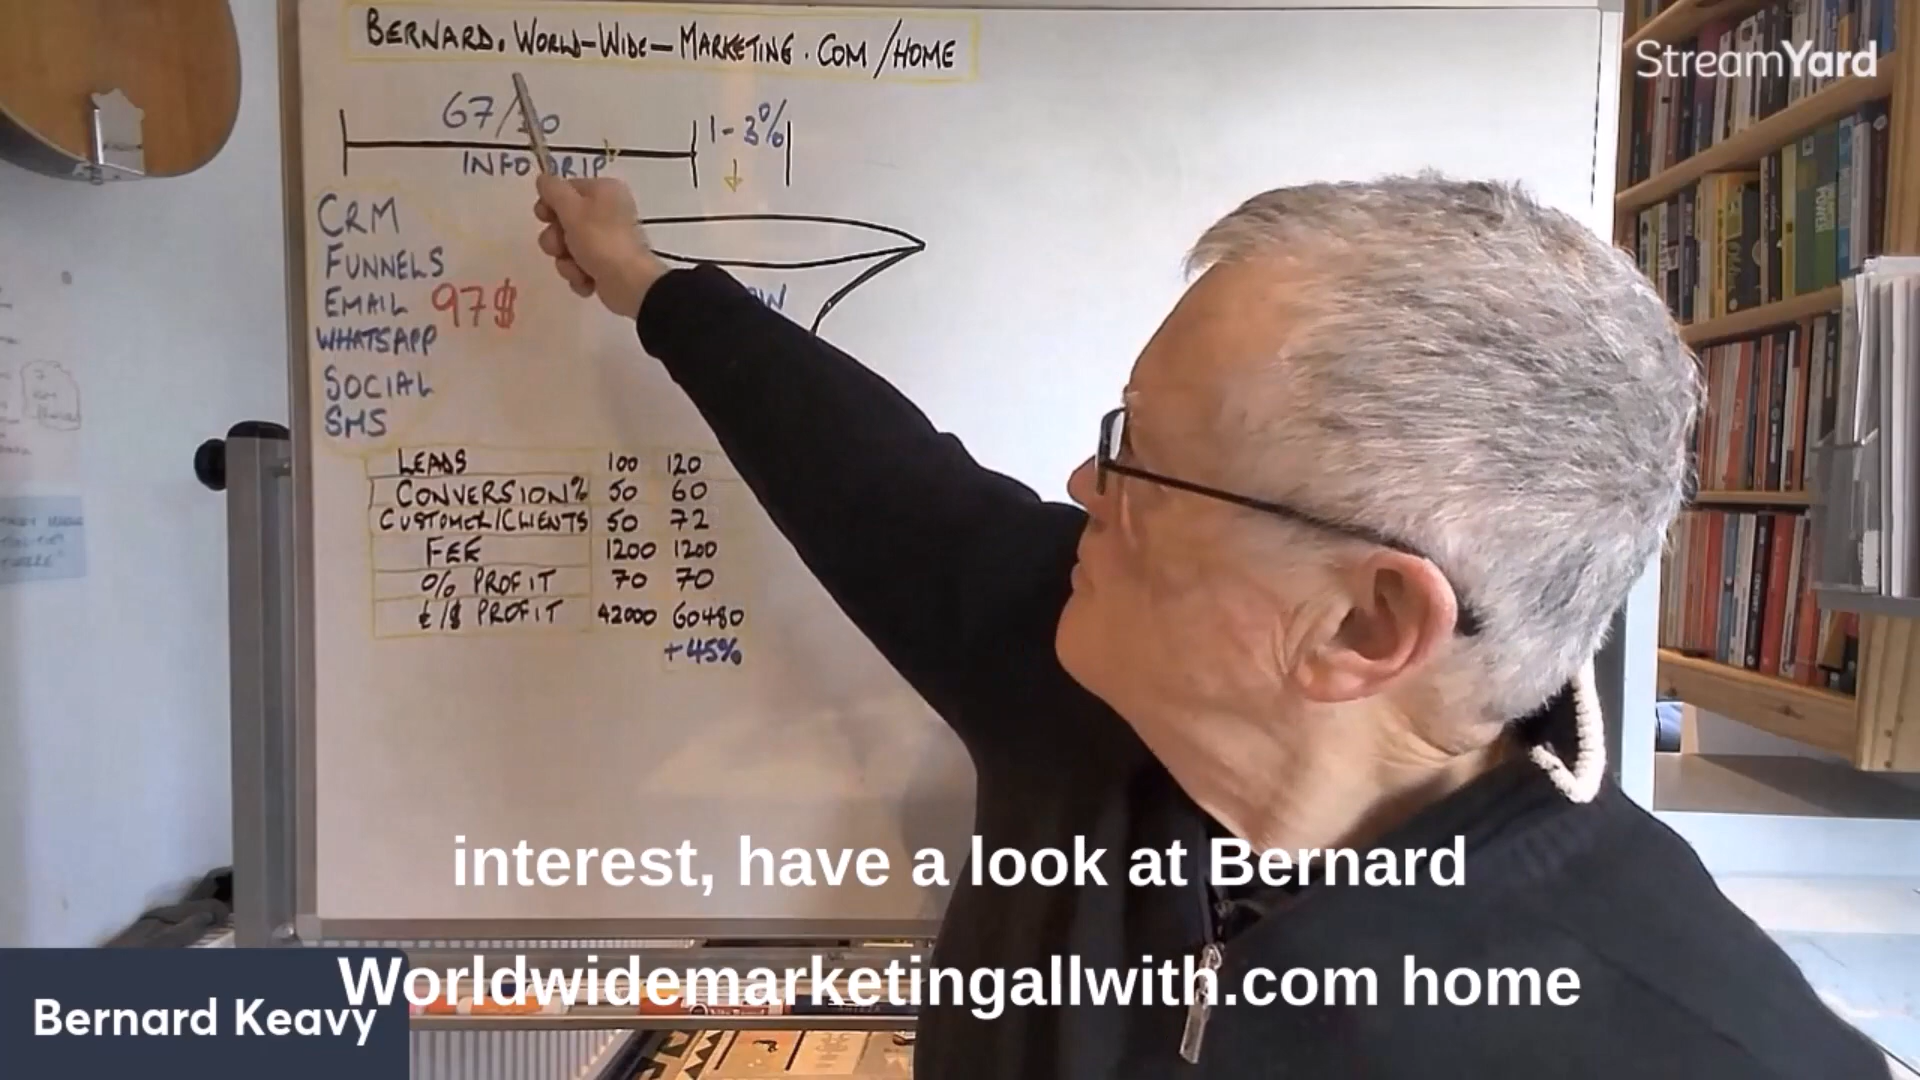 BERNARD.WORLD-WIDE-MARKETING.COM/HOME
StreamYard
67/30
1-3%
INFO DRIP
CRM
FUNNELS
EMAIL 97$
WHATSAPP
SOCIAL
SMS
LEADS 100 120
CONVERSION% 50 60
CUSTOMER/CLIENTS 50 72
FEE 1200 1200
% PROFIT 70 70
£/$ PROFIT 42000 60480
+45%
interest, have a look at Bernard
Worldwidemarketingallwith.com home
Bernard Keavy